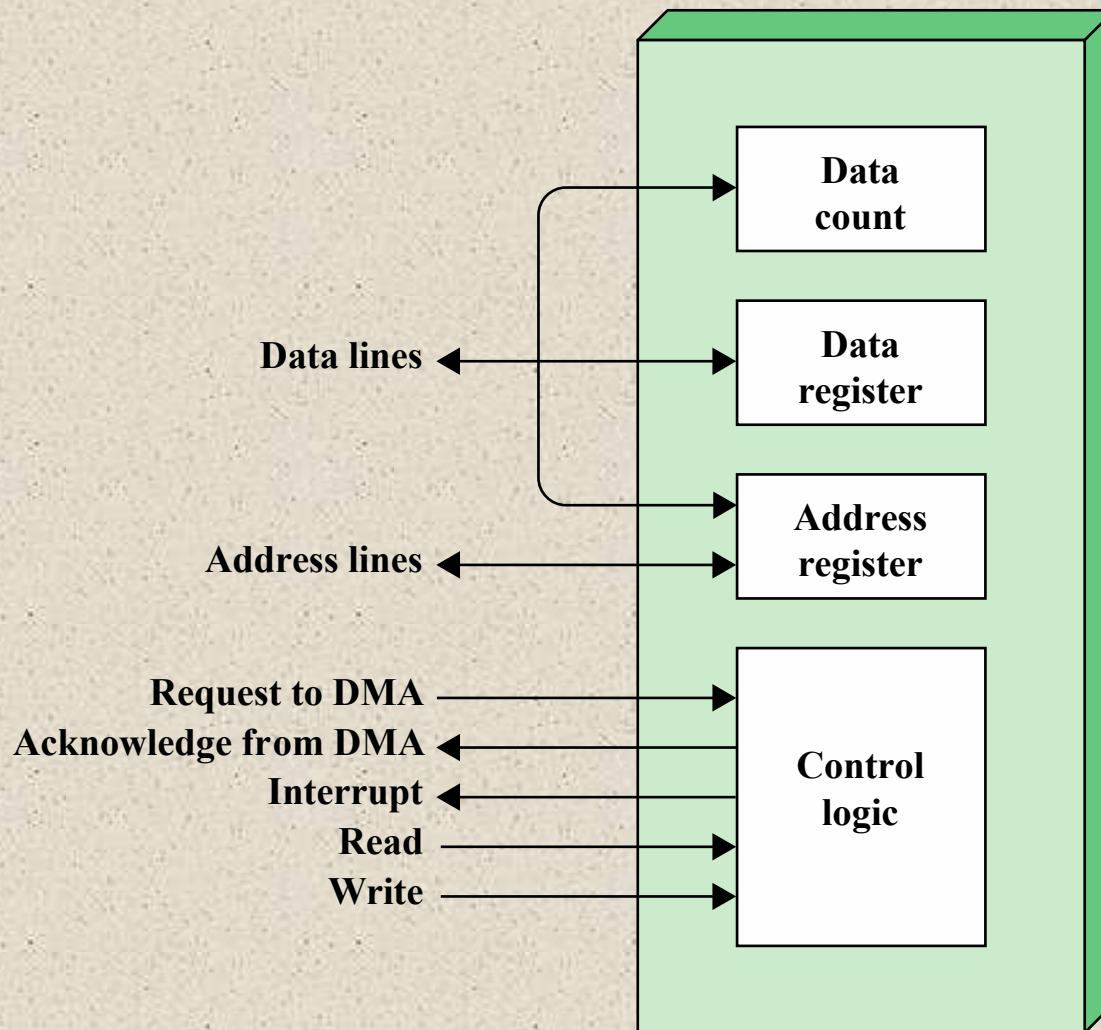 Data
count
Data lines
Data
register
Address
register
Address lines
Request to DMA
Acknowledge from DMA
Interrupt
Read
Write
Control
logic